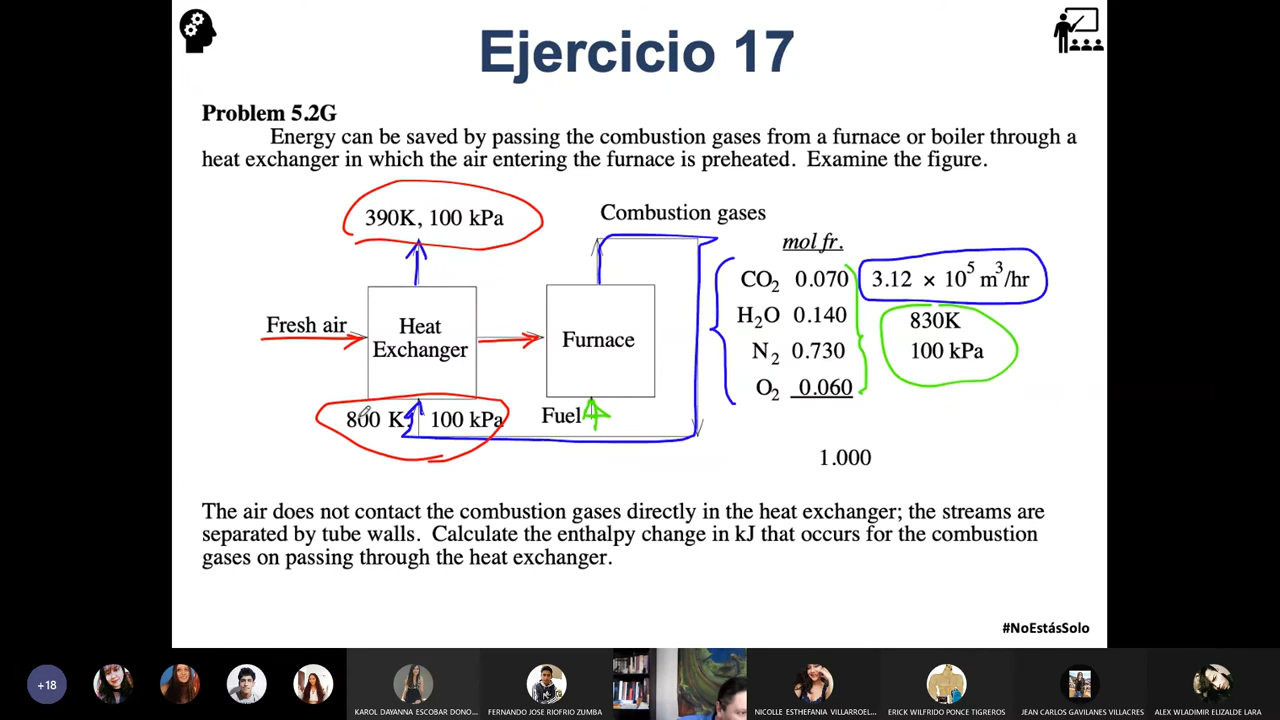 Ejercicio 17
Problem 5.2G
Energy can be saved by passing the combustion gases from a furnace or boiler through a
heat exchanger in which the air entering the furnace is preheated. Examine the figure.
390K, 100 kPa
Combustion gases
mol fr.
CO₂ 0.070
3.12 × 10⁵ m³/hr
H₂O 0.140
830K
N₂ 0.730
100 kPa
O₂ 0.060
1.000
Fresh air
Heat
Exchanger
Furnace
800 K, 100 kPa
Fuel
The air does not contact the combustion gases directly in the heat exchanger; the streams are
separated by tube walls. Calculate the enthalpy change in kJ that occurs for the combustion
gases on passing through the heat exchanger.
#NoEstásSolo
+18
KAROL DAYANNA ESCOBAR DONO...
FERNANDO JOSE RIOFRIO ZUMBA
NICOLLE ESTHEFANIA VILLARROEL...
ERICK WILFRIDO PONCE TIGREROS
JEAN CARLOS GAVILANES VILLACRES
ALEX WLADIMIR ELIZALDE LARA